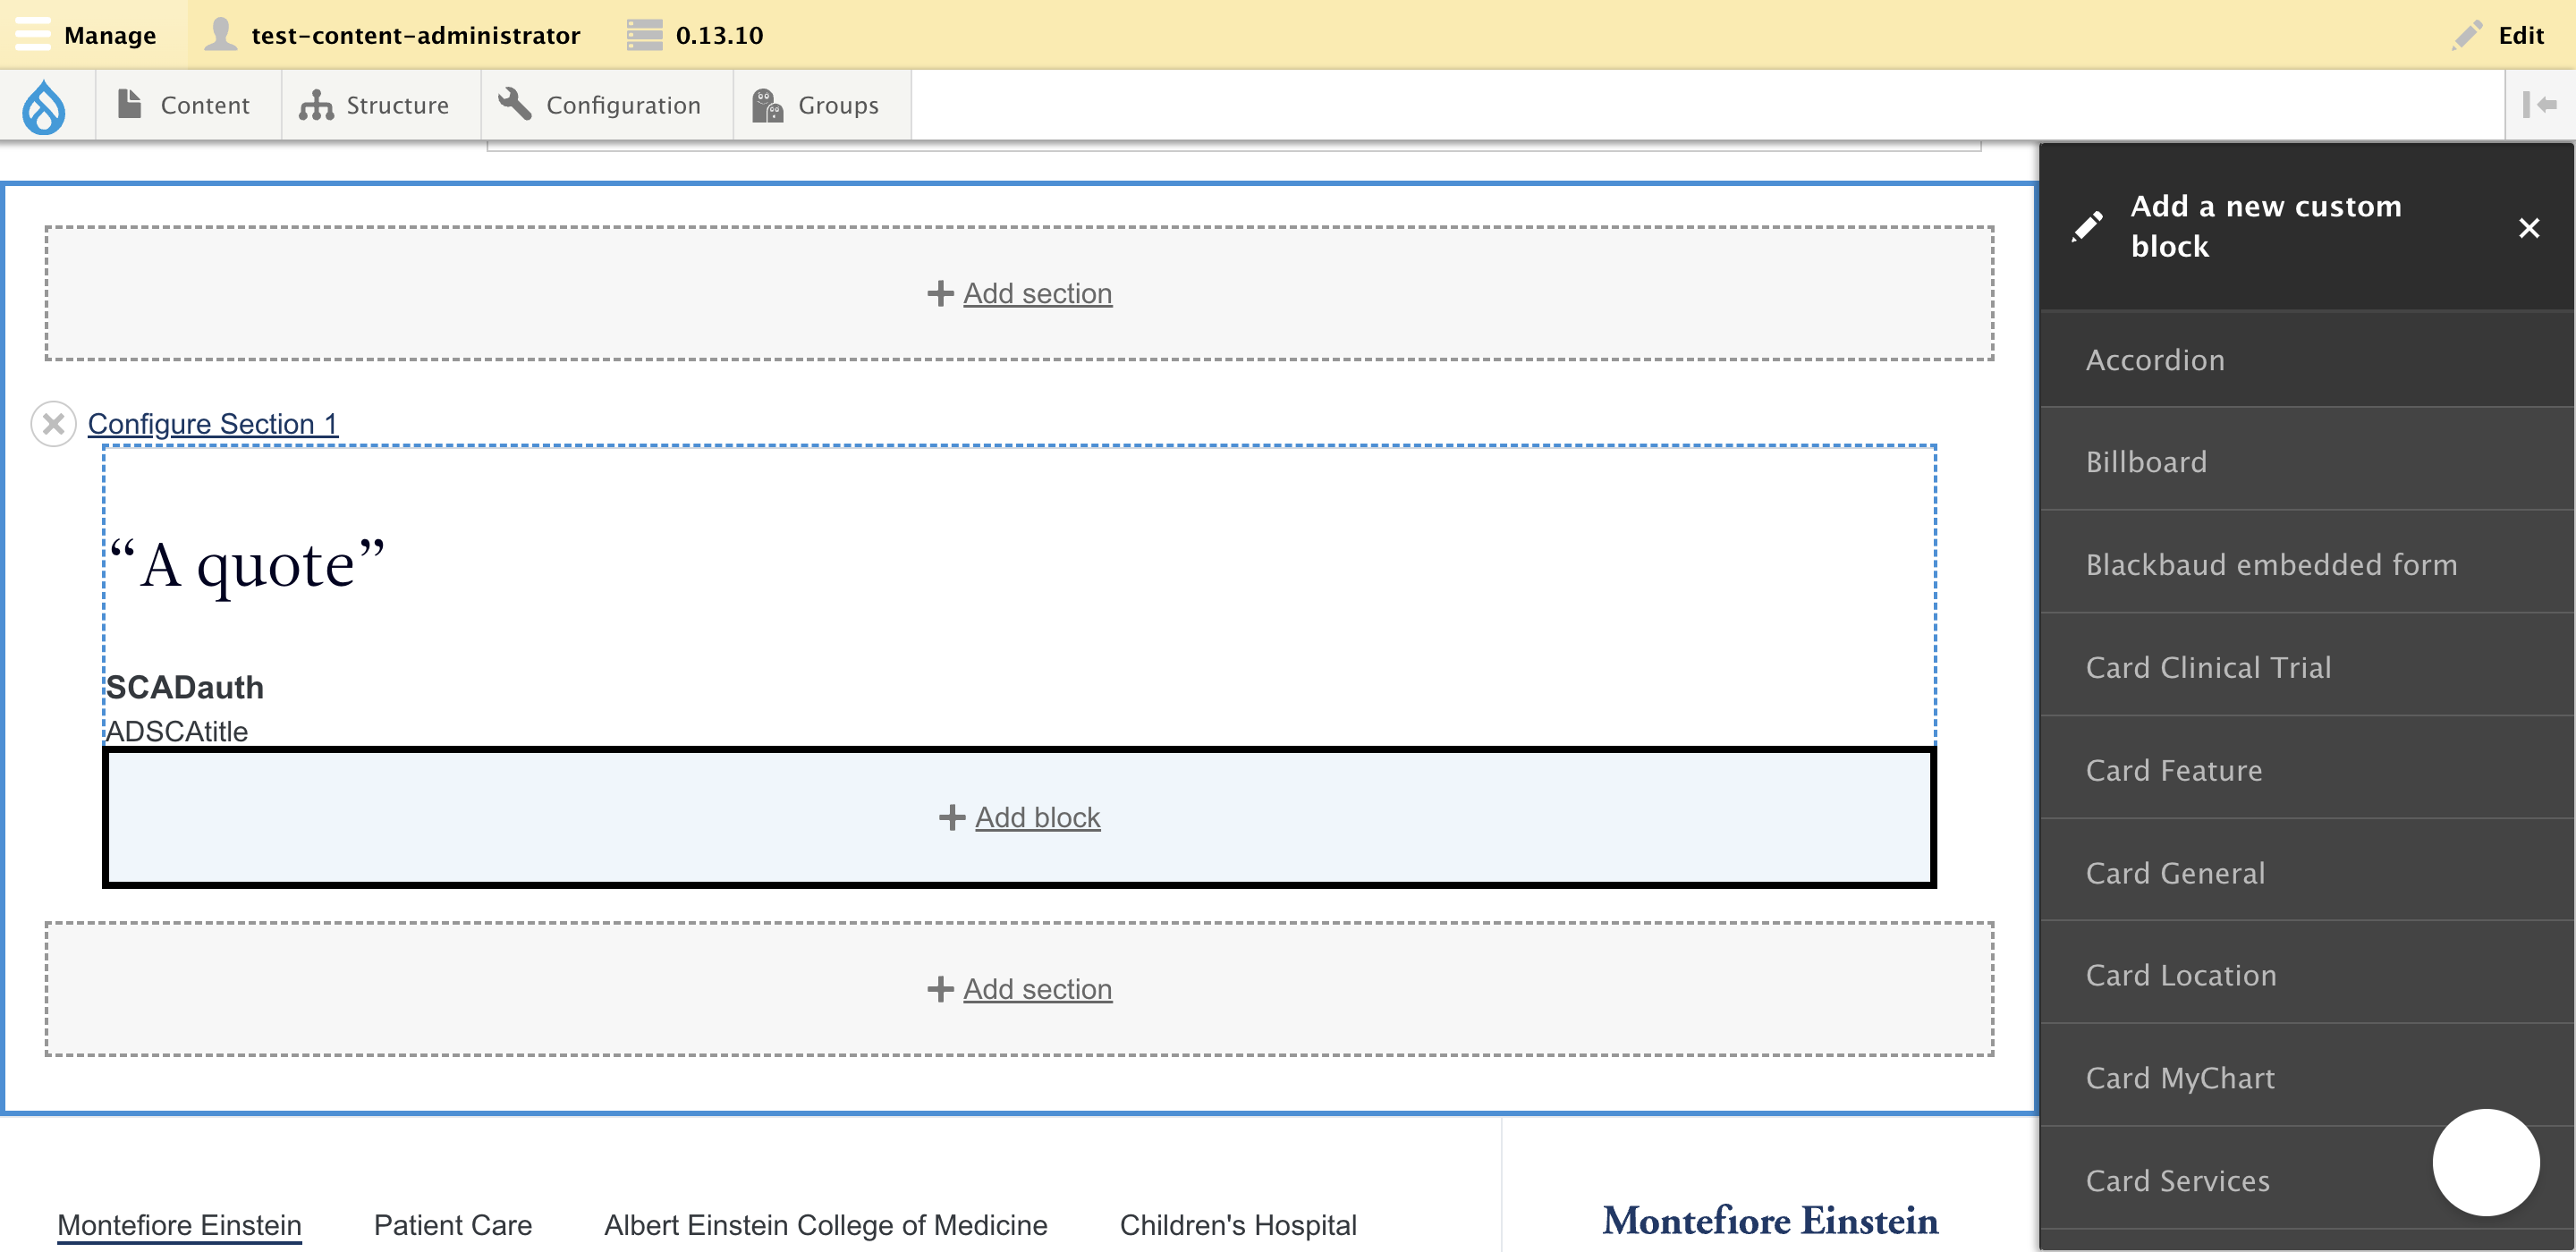 Manage test-content-administrator 0.13.10 Edit
Content Structure Configuration Groups
Add section
Configure Section 1
“A quote”
SCADauth
ADSCAtitle
Add block
Add section
Montefiore Einstein Patient Care Albert Einstein College of Medicine Children's Hospital
Montefiore Einstein
Add a new custom
block
Accordion
Billboard
Blackbaud embedded form
Card Clinical Trial
Card Feature
Card General
Card Location
Card MyChart
Card Services